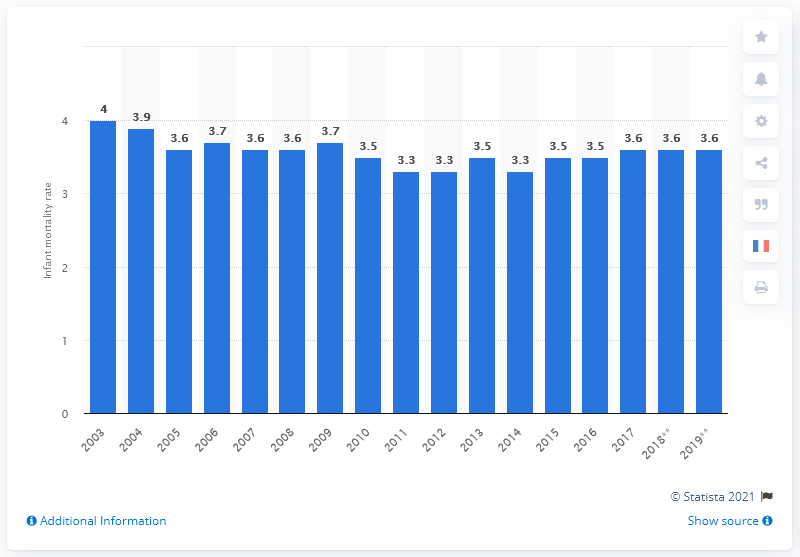 4 3.9 3.6 3.7 3.6 3.6 3.7 3.5 3.3 3.3 3.5 3.3 3.5 3.5 3.6 3.6 3.6
Infant mortality rate
4
3
2
1
0
2003 2004 2005 2006 2007 2008 2009 2010 2011 2012 2013 2014 2015 2016 2017 2018** 2019**
© Statista 2021
Additional Information Show source